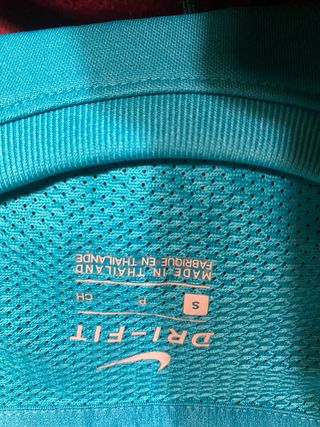 DRI-FIT
S P CH
MADE IN THAILAND
FABRIQUE EN THAILANDE